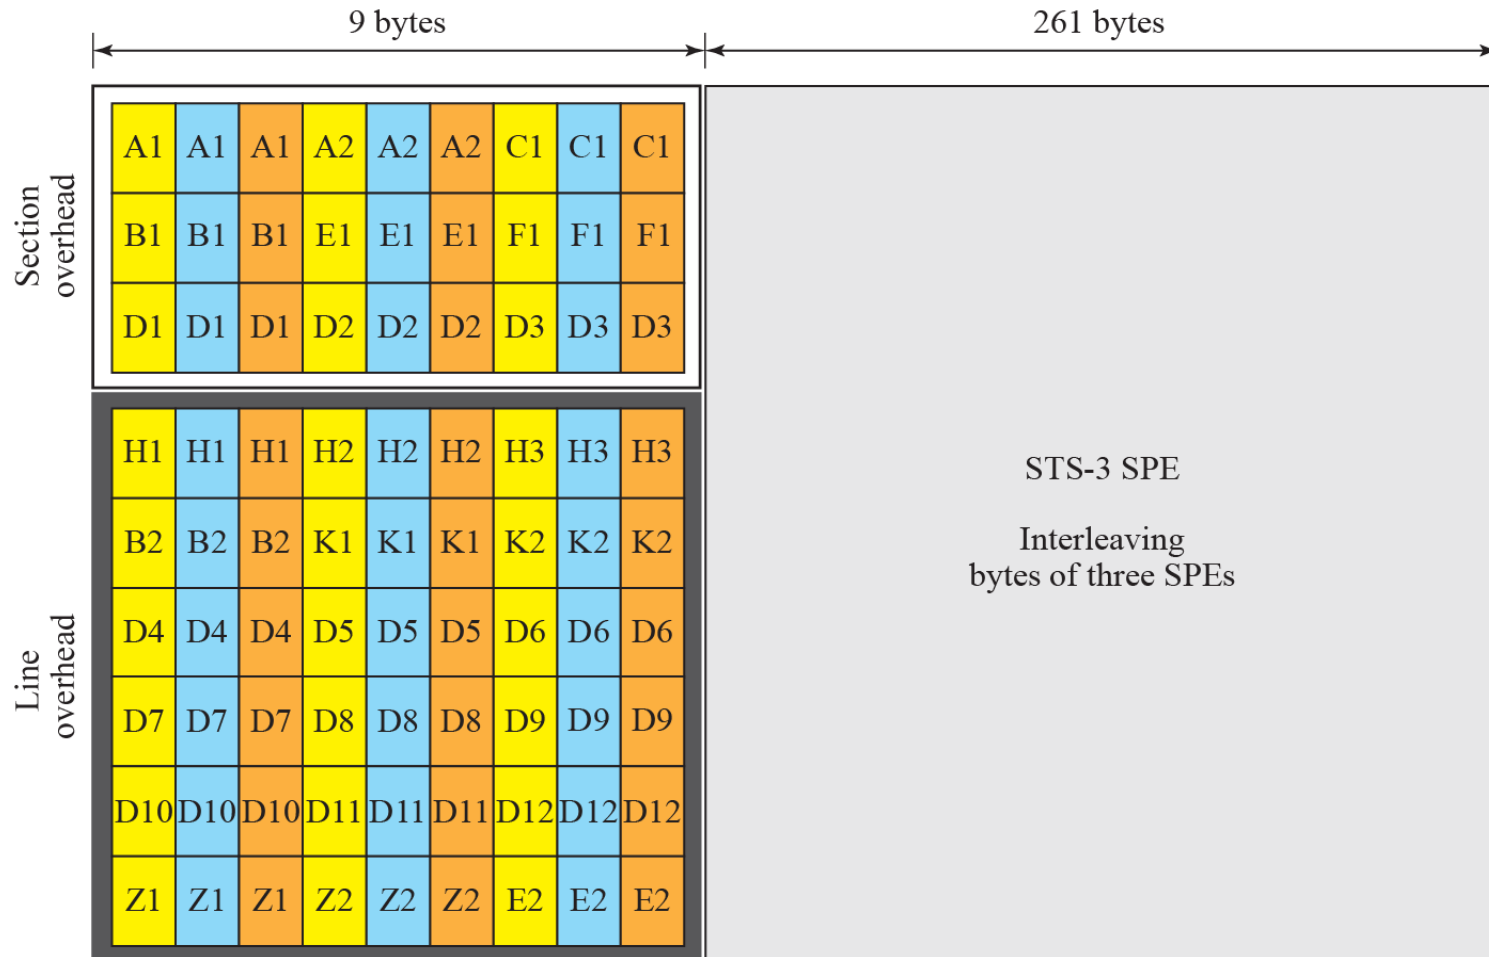 9 bytes
261 bytes
Section
overhead
A1 A1 A1 A2 A2 A2 C1 C1 C1
B1 B1 B1 E1 E1 E1 F1 F1 F1
D1 D1 D1 D2 D2 D2 D3 D3 D3
Line
overhead
H1 H1 H1 H2 H2 H2 H3 H3 H3
B2 B2 B2 K1 K1 K1 K2 K2 K2
D4 D4 D4 D5 D5 D5 D6 D6 D6
D7 D7 D7 D8 D8 D8 D9 D9 D9
D10 D10 D10 D11 D11 D11 D12 D12 D12
Z1 Z1 Z1 Z2 Z2 Z2 E2 E2 E2
STS-3 SPE
Interleaving
bytes of three SPEs